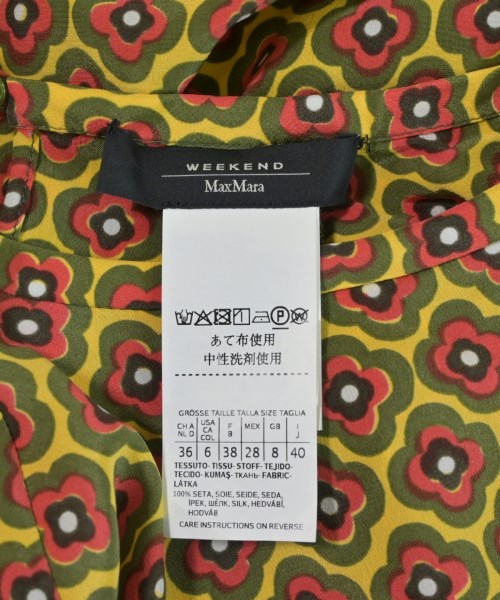 WEEKEND
MaxMara
あて布使用
中性洗剤使用
GRÖSSE TAILLE TALLA SIZE TAGLIA
CH A NL D USA CA COL F B MEX GB I J
36 6 38 28 8 40
TESSUTO-TISSU-STOFF-TEJIDO-
TECIDO-KUMAŞ-ТКАНЬ-FABRIC-
LÁTKA
100% SETA, SOIE, SEIDE, SEDA,
İPEK, ШЁЛК, SILK, HEDVÁBÍ,
HODVÁB
CARE INSTRUCTIONS ON REVERSE